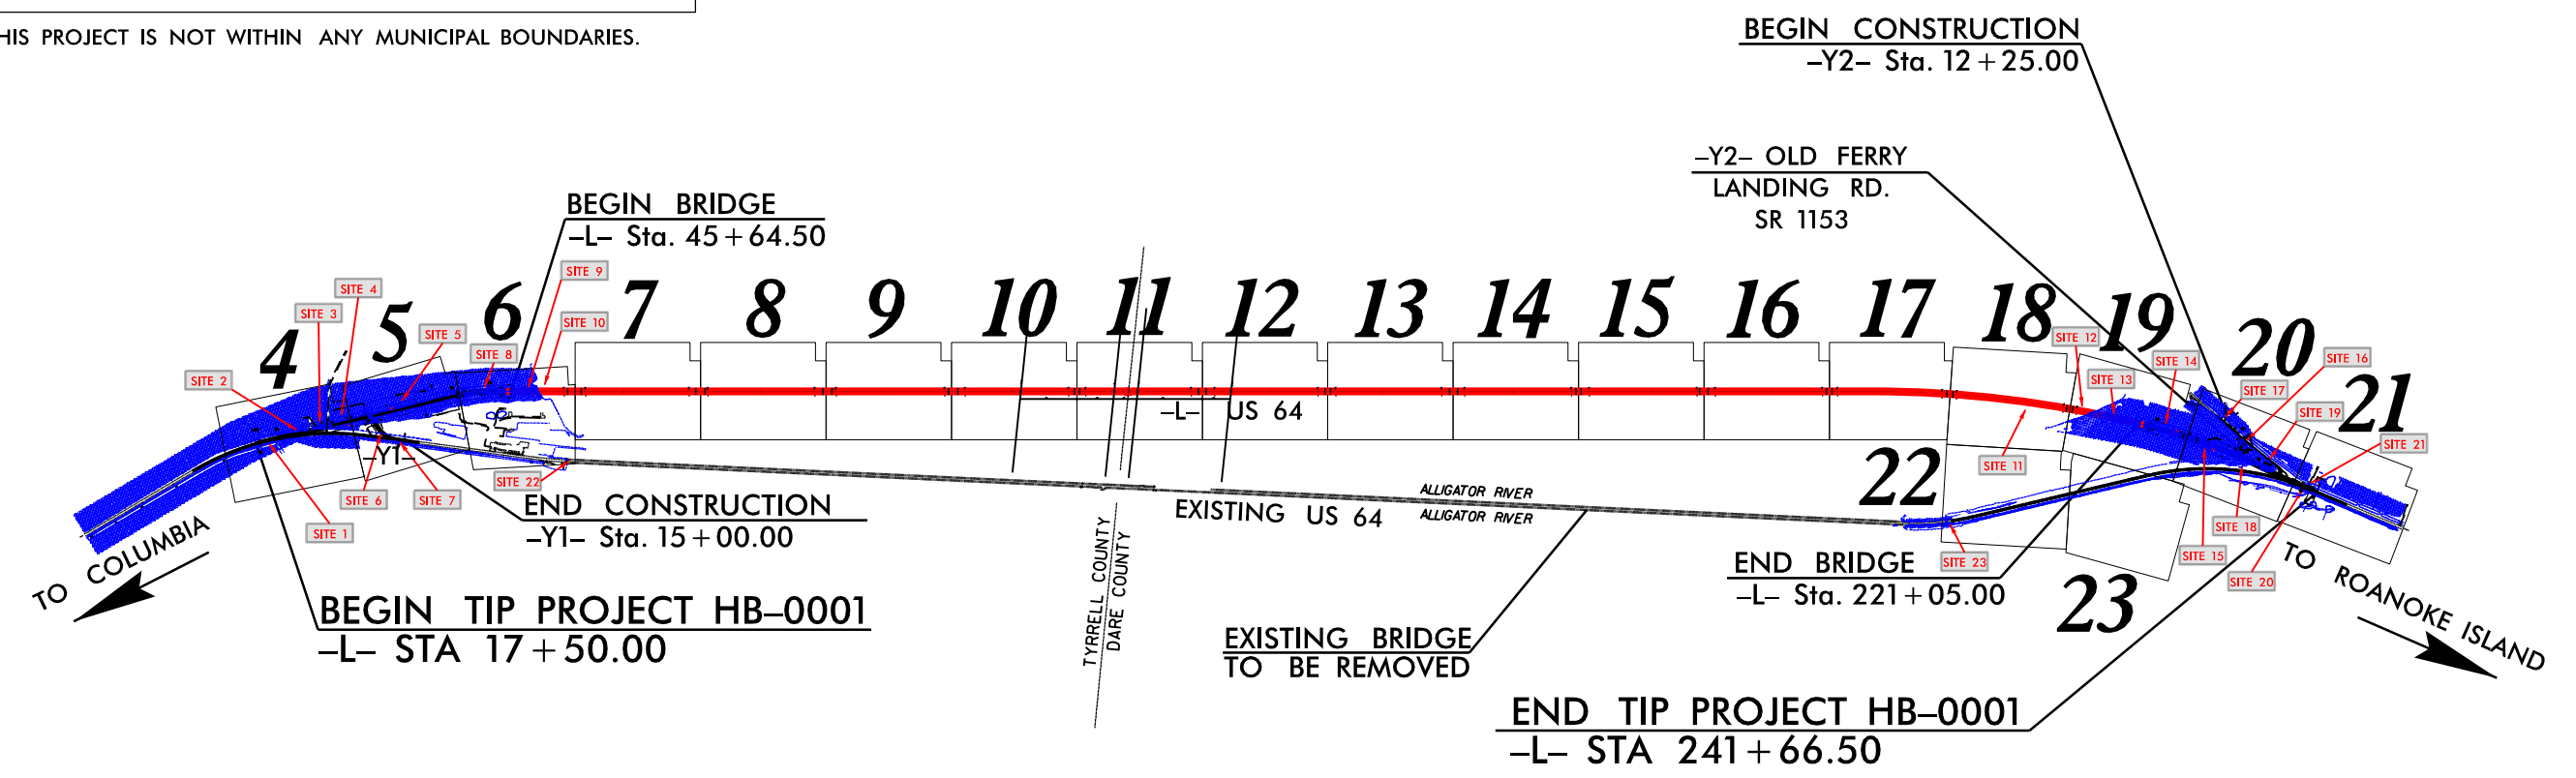 HIS PROJECT IS NOT WITHIN ANY MUNICIPAL BOUNDARIES.
BEGIN CONSTRUCTION
–Y2– Sta. 12+25.00
–Y2– OLD FERRY
LANDING RD.
SR 1153
BEGIN BRIDGE
–L– Sta. 45+64.50
SITE 9
SITE 4
SITE 3
SITE 10
SITE 5
SITE 8
SITE 2
4
5
6
7
8
9
10
11
12
13
14
15
16
17
18
19
20
21
SITE 12
SITE 14
SITE 16
SITE 13
SITE 17
SITE 19
SITE 21
–L– US 64
–Y1–
SITE 6
SITE 7
SITE 22
SITE 1
SITE 11
22
SITE 18
SITE 15
SITE 23
SITE 20
EXISTING US 64
ALLIGATOR RIVER
ALLIGATOR RIVER
END CONSTRUCTION
–Y1– Sta. 15+00.00
TO COLUMBIA
TYRRELL COUNTY
DARE COUNTY
END BRIDGE
–L– Sta. 221+05.00
23
TO ROANOKE ISLAND
BEGIN TIP PROJECT HB–0001
–L– STA 17+50.00
EXISTING BRIDGE
TO BE REMOVED
END TIP PROJECT HB–0001
–L– STA 241+66.50